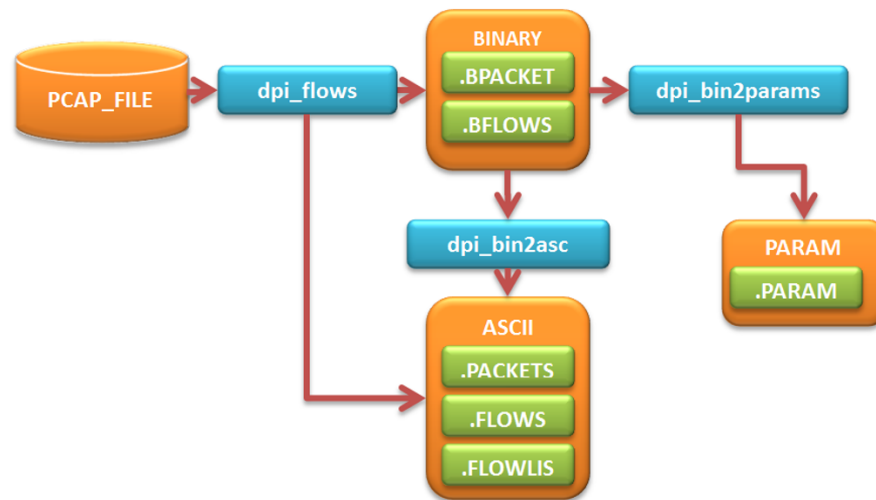 BINARY
.BPACKET
PCAP_FILE
dpi_flows
dpi_bin2params
.BFLOWS
dpi_bin2asc
PARAM
.PARAM
ASCII
.PACKETS
.FLOWS
.FLOWLIS